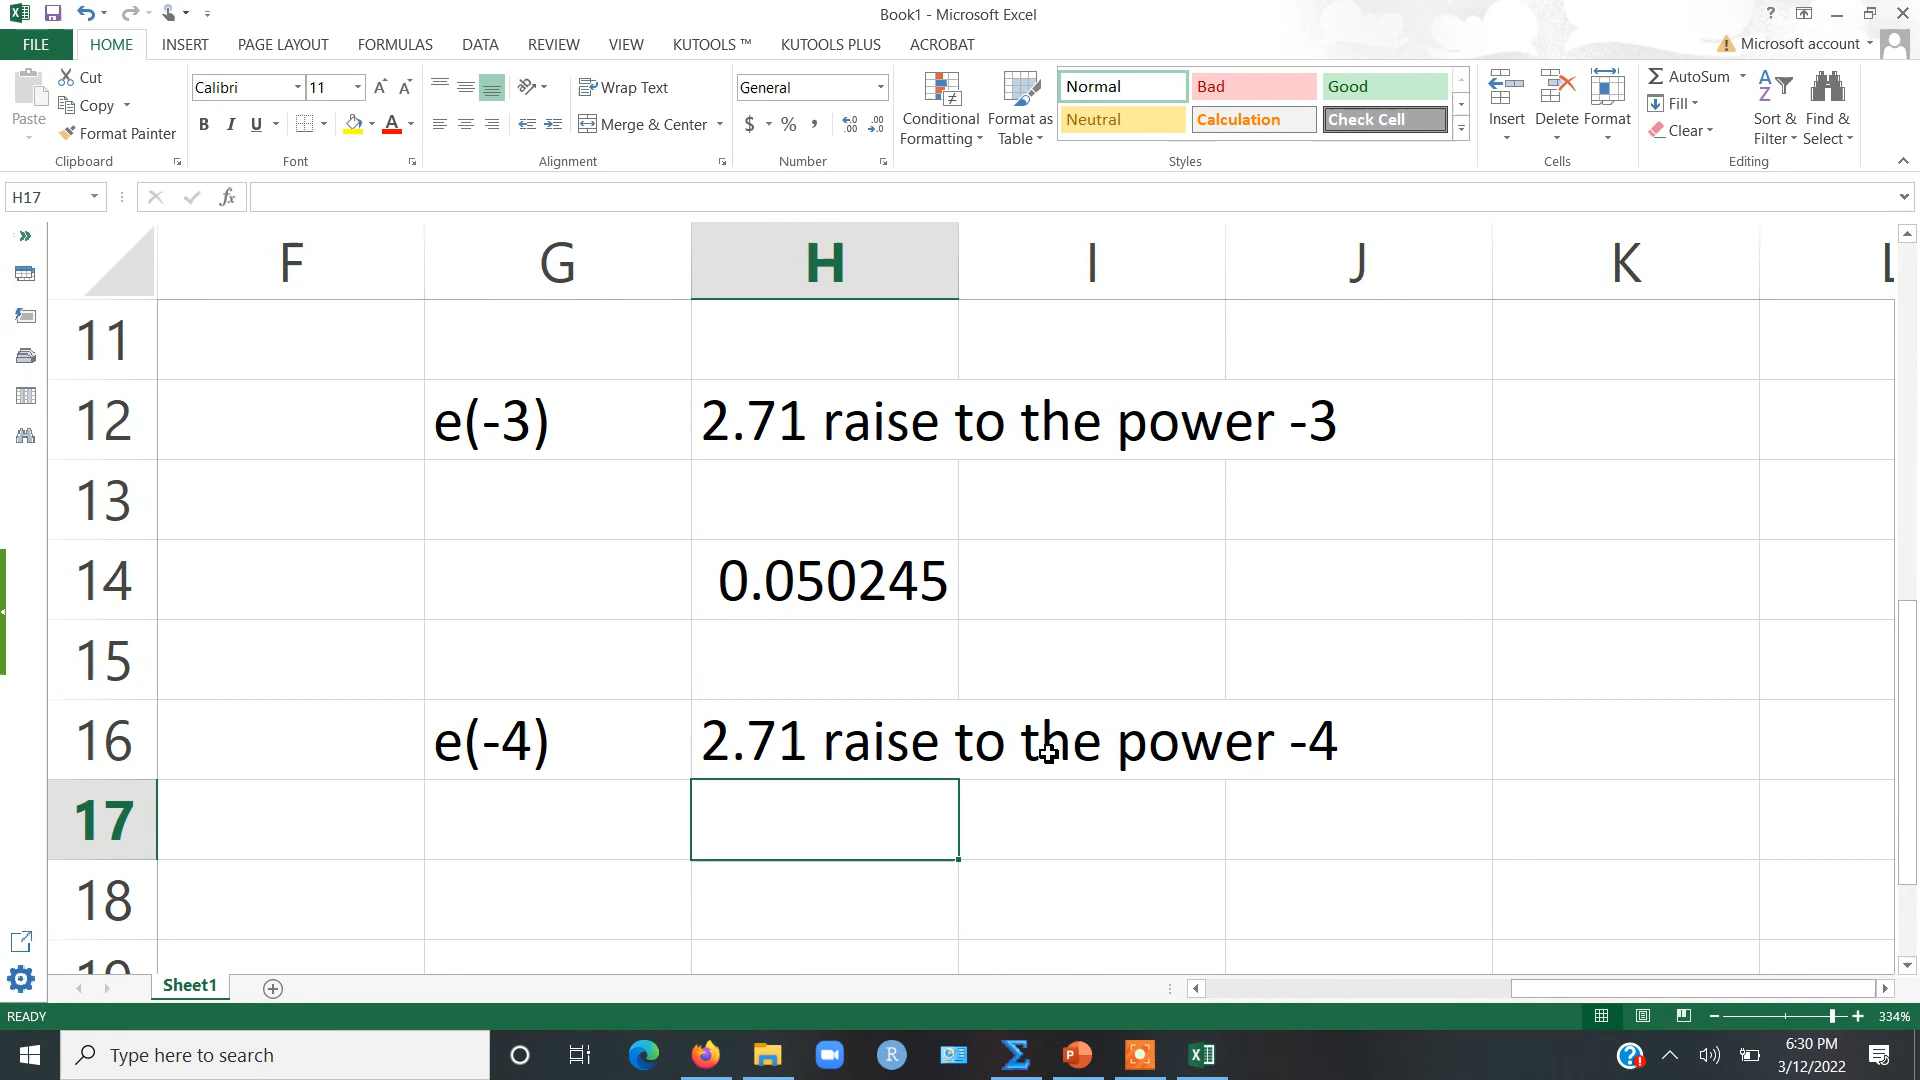 Book1 - Microsoft Excel
FILE HOME INSERT PAGE LAYOUT FORMULAS DATA REVIEW VIEW KUTOOLS ™ KUTOOLS PLUS ACROBAT Microsoft account
Paste Cut Copy Format Painter
Clipboard
Calibri 11
B I U A
Font
Wrap Text
Merge & Center
Alignment
General
$ % ,
Number
Conditional Formatting
Format as Table
Normal Bad Good
Neutral Calculation Check Cell
Styles
Insert Delete Format
Cells
AutoSum
Fill
Clear
Sort & Filter
Find & Select
Editing
H17 fx
F G H I J K L
11
12 e(-3) 2.71 raise to the power -3
13
14 0.050245
15
16 e(-4) 2.71 raise to the power -4
17
18
19
Sheet1
READY 334%
Type here to search
6:30 PM
3/12/2022